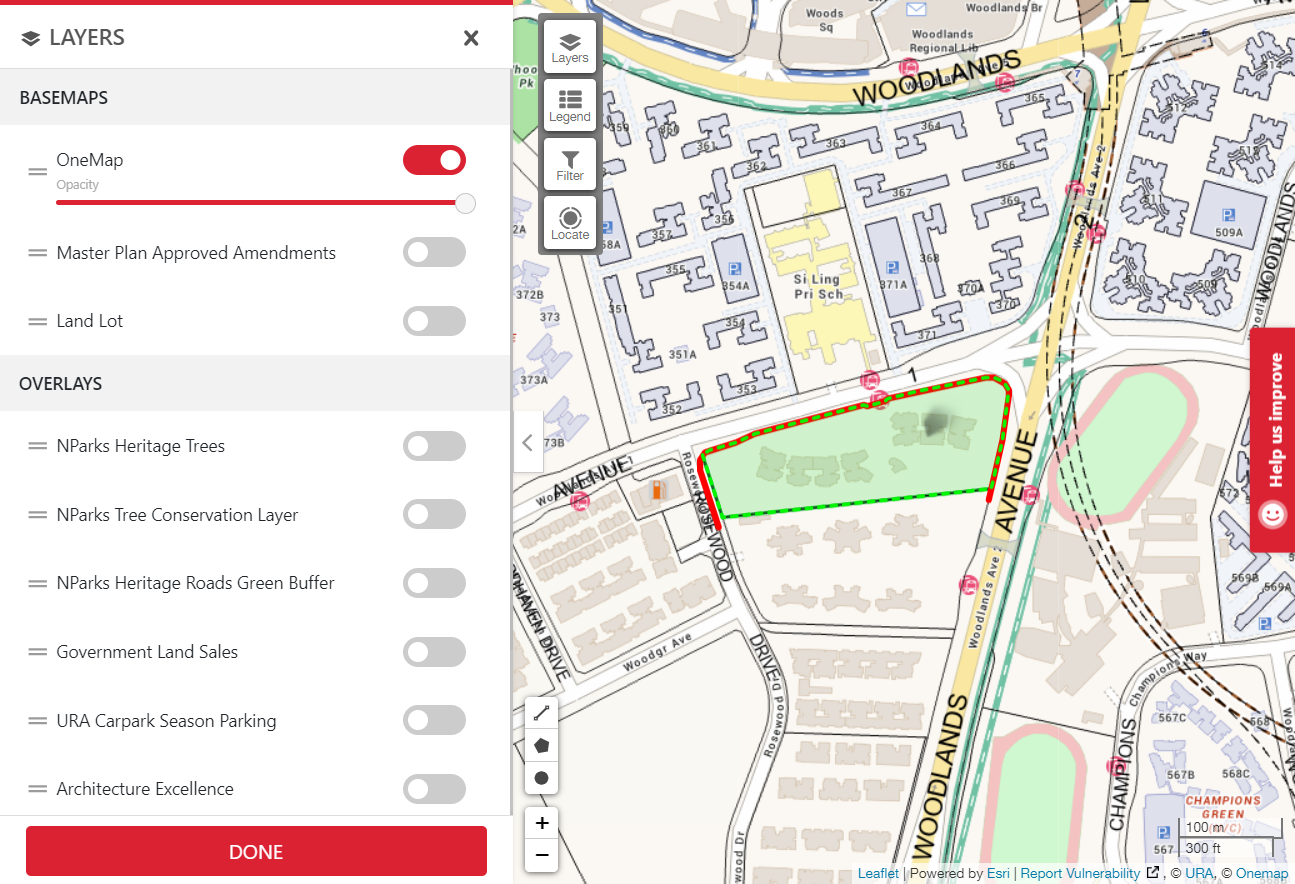 LAYERS
BASEMAPS
OneMap
Opacity
Master Plan Approved Amendments
Land Lot
OVERLAYS
NParks Heritage Trees
NParks Tree Conservation Layer
NParks Heritage Roads Green Buffer
Government Land Sales
URA Carpark Season Parking
Architecture Excellence
DONE
Layers
Legend
Filter
Locate
Woods
Sq
Woodlands Br
Woodlands
Regional Lib
WOODLANDS
Pk
365
364
363
362
361
360
359
366
367
369
368
370A
370
371
371A
P
Si Ling
Pri Sch
356
357
358A
355
354A
P
354
353
352
351
351A
372B
373
373A
73B
7
2
Woodlands Ave 2
509A
P
511
510
509
WOODLANDS
1
AVENUE
AVENUE
ROSEWOOD
DRIVE
Rosewood Dr
Woodgr Ave
DRIVE
Woodlands Ave 2
WOODLANDS
CHAMPIONS
Champions Way
567C
567B
568C
568
567
569B
569A
P
P
CHAMPIONS
GREEN
100 m
300 ft
Help us improve
+
−
Leaflet | Powered by Esri | Report Vulnerability , © URA, © Onemap